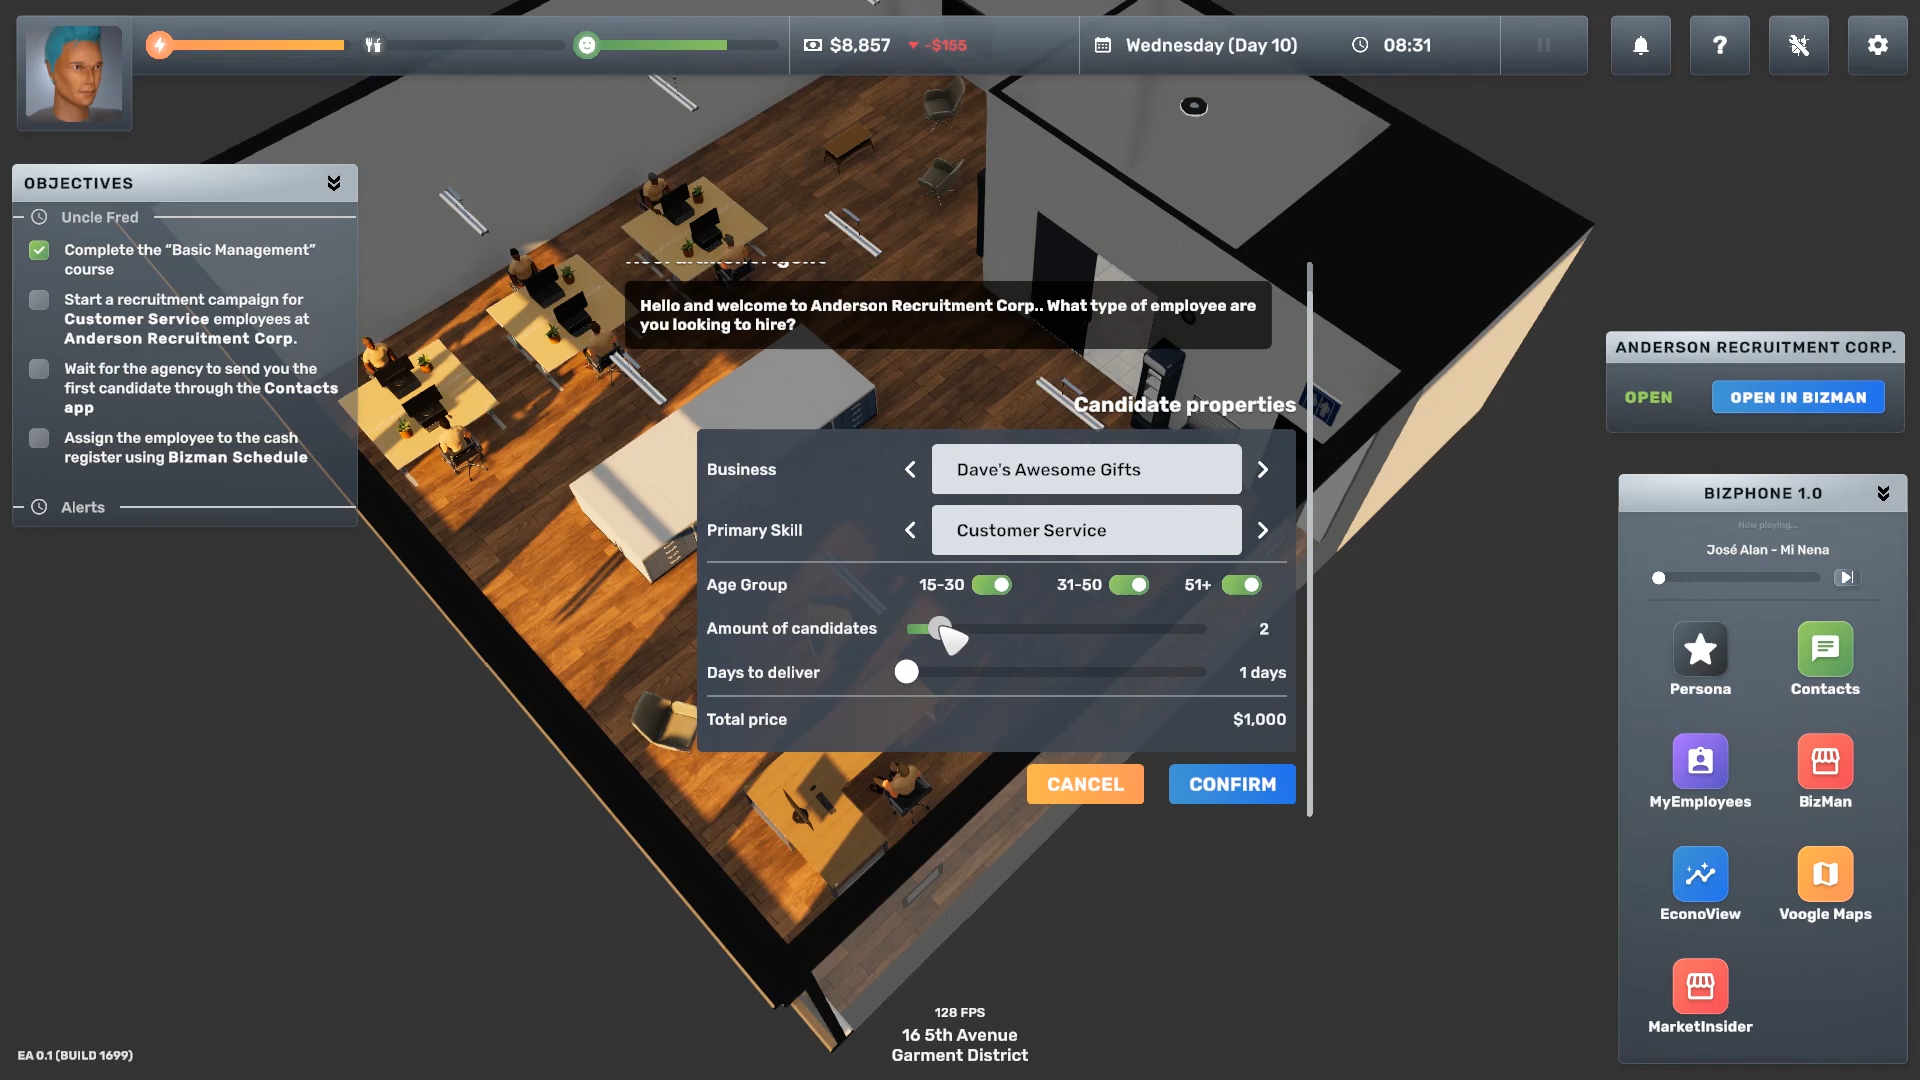 $8,857 -$155
Wednesday (Day 10)
08:31
?
OBJECTIVES
Uncle Fred
Complete the "Basic Management"
course
Start a recruitment campaign for
Customer Service employees at
Anderson Recruitment Corp.
Wait for the agency to send you the
first candidate through the Contacts
app
Assign the employee to the cash
register using Bizman Schedule
Alerts
Hello and welcome to Anderson Recruitment Corp.. What type of employee are
you looking to hire?
Candidate properties
Business Dave's Awesome Gifts
Primary Skill Customer Service
Age Group 15-30 31-50 51+
Amount of candidates 2
Days to deliver 1 days
Total price $1,000
CANCEL CONFIRM
ANDERSON RECRUITMENT CORP.
OPEN OPEN IN BIZMAN
BIZPHONE 1.0
Now playing...
José Alan - Mi Nena
Persona Contacts
MyEmployees BizMan
EconoView Voogle Maps
MarketInsider
128 FPS
16 5th Avenue
Garment District
EA 0.1 (BUILD 1699)